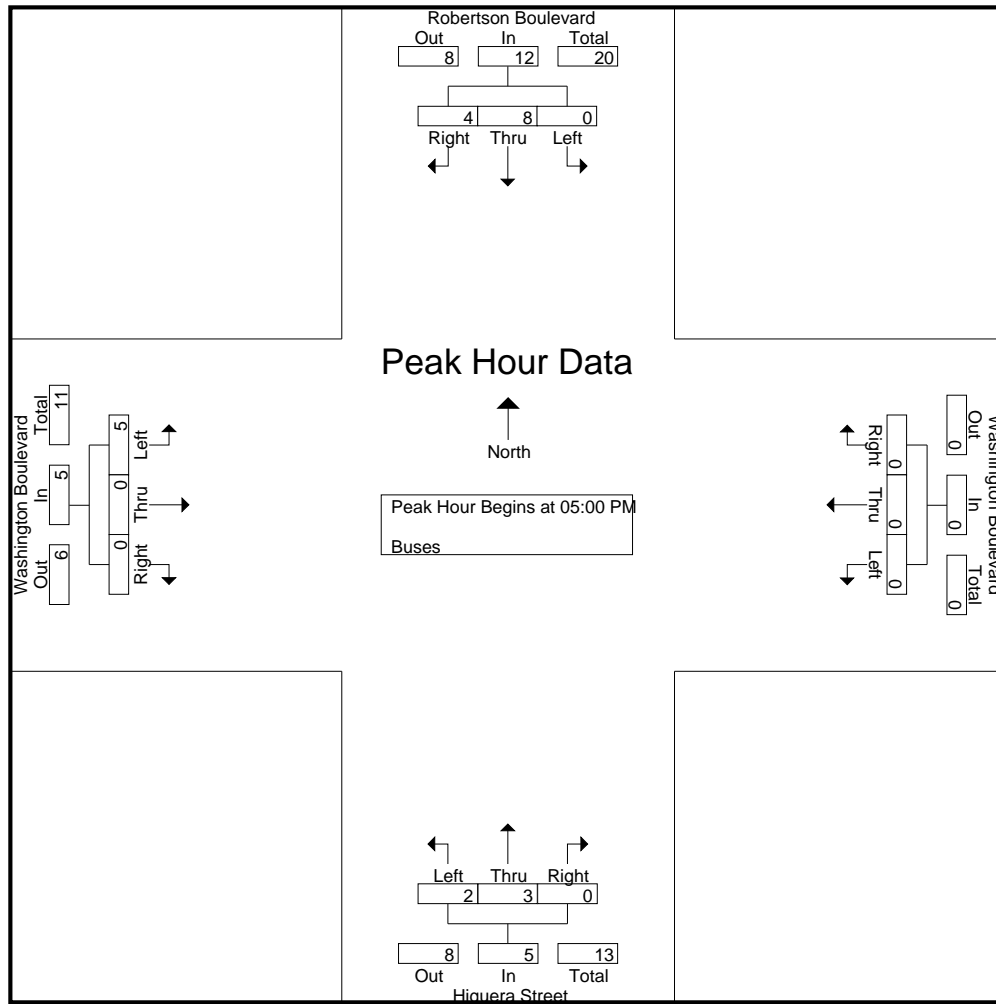 Robertson Boulevard
Out In Total
8 12 20
4 8 0
Right Thru Left
Peak Hour Data
North
Peak Hour Begins at 05:00 PM
Buses
Washington Boulevard
Total In Out
11 5 6
5 0 0
Left Thru Right
Right Thru Left
0 0 0
Out In Total
0 0 0
Washington Boulevard
Left Thru Right
2 3 0
8 5 13
Out In Total
Higuera Street